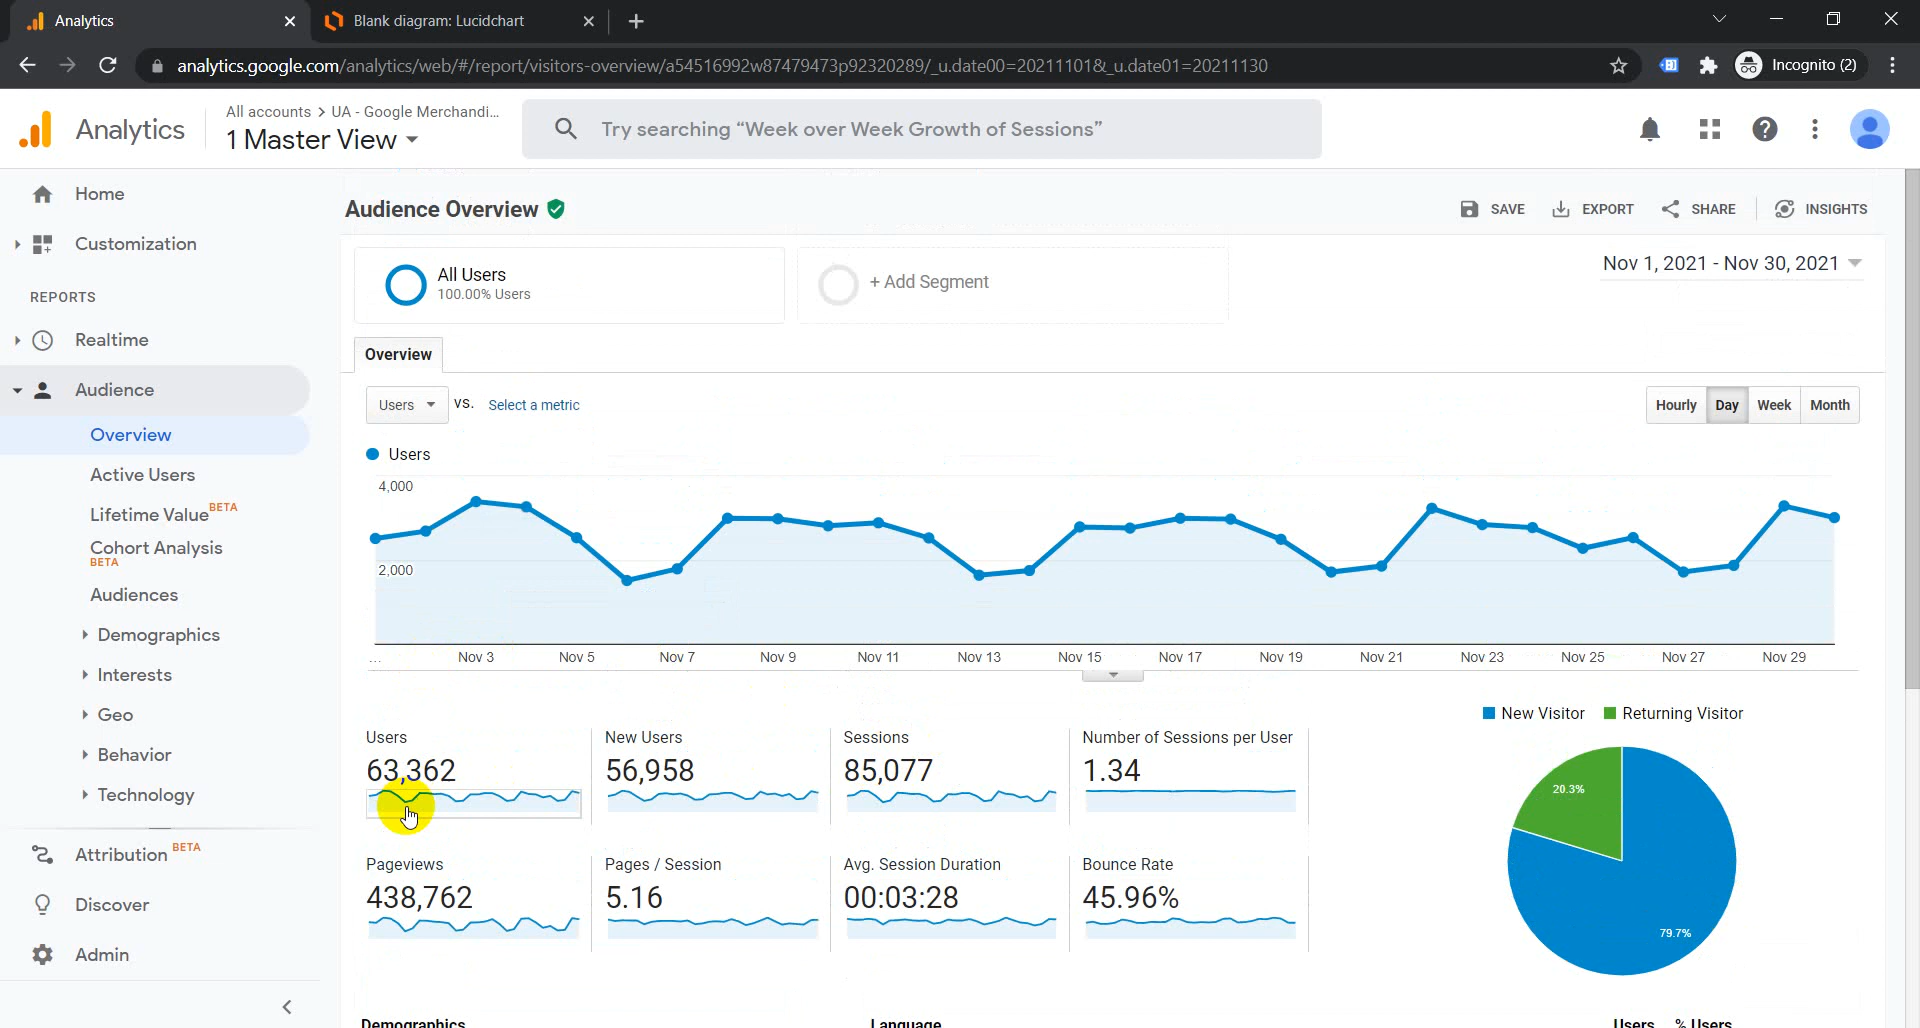 Analytics
Blank diagram: Lucidchart
analytics.google.com/analytics/web/#/report/visitors-overview/a54516992w87479473p92320289/_u.date00=20211101&_u.date01=20211130
Incognito (2)
Analytics
All accounts > UA - Google Merchandi...
1 Master View
Try searching “Week over Week Growth of Sessions”
Home
Customization
REPORTS
Realtime
Audience
Overview
Active Users
Lifetime Value BETA
Cohort Analysis
BETA
Audiences
Demographics
Interests
Geo
Behavior
Technology
Attribution BETA
Discover
Admin
Audience Overview
SAVE
EXPORT
SHARE
INSIGHTS
All Users
100.00% Users
+ Add Segment
Nov 1, 2021 - Nov 30, 2021
Overview
Users
VS.
Select a metric
Hourly
Day
Week
Month
Users
4,000
2,000
...
Nov 3
Nov 5
Nov 7
Nov 9
Nov 11
Nov 13
Nov 15
Nov 17
Nov 19
Nov 21
Nov 23
Nov 25
Nov 27
Nov 29
Users
63,362
New Users
56,958
Sessions
85,077
Number of Sessions per User
1.34
Pageviews
438,762
Pages / Session
5.16
Avg. Session Duration
00:03:28
Bounce Rate
45.96%
New Visitor
Returning Visitor
20.3%
79.7%
Demographics
Language
Users
% Users